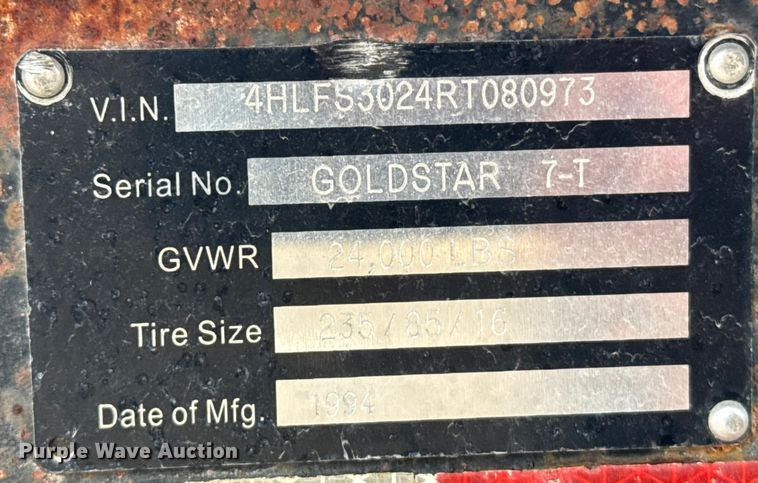 V.I.N. 4HLF53024RT080973
Serial No. GOLDSTAR 7-T
GVWR 24,000 LBS
Tire Size 235/85/16
Date of Mfg. 1994
Purple Wave Auction